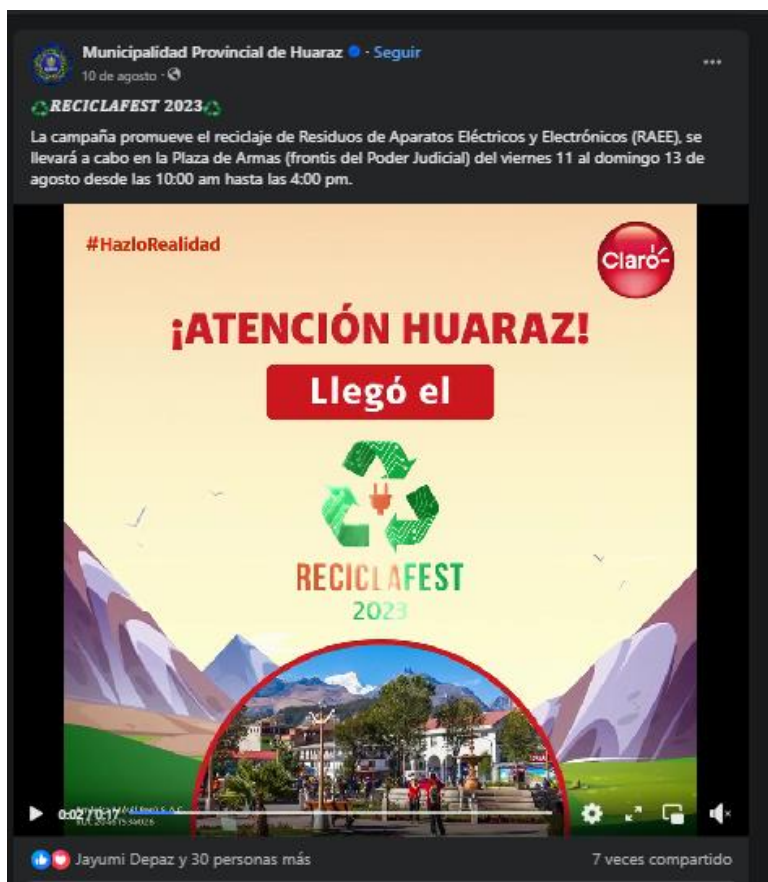 Municipalidad Provincial de Huaraz · Seguir
10 de agosto ·
♻RECICLAFEST 2023♻
La campaña promueve el reciclaje de Residuos de Aparatos Eléctricos y Electrónicos (RAEE), se
llevará a cabo en la Plaza de Armas (frontis del Poder Judicial) del viernes 11 al domingo 13 de
agosto desde las 10:00 am hasta las 4:00 pm.
#HazloRealidad
Claro
¡ATENCIÓN HUARAZ!
Llegó el
RECICLAFEST
2023
0:02 / 0:17
Jayumi Depaz y 30 personas más
7 veces compartido